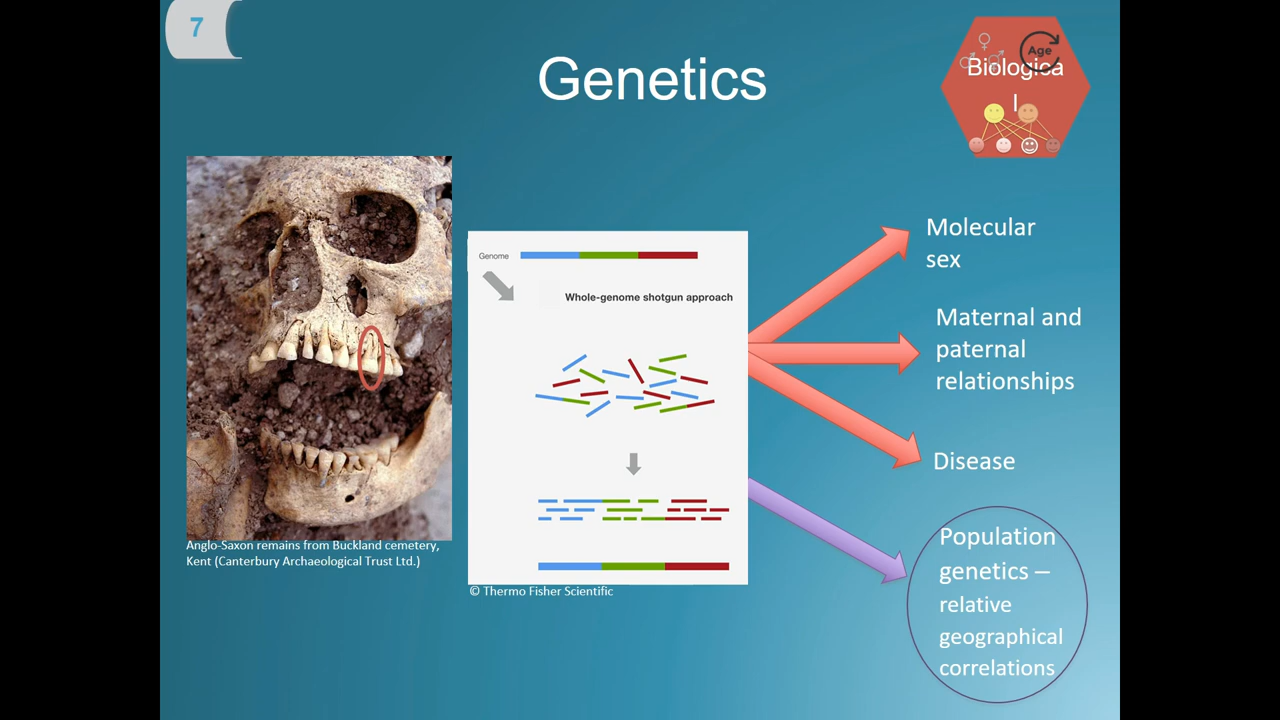 7
Genetics
Age
Biologica
l
Genome
Whole-genome shotgun approach
Anglo-Saxon remains from Buckland cemetery,
Kent (Canterbury Archaeological Trust Ltd.)
© Thermo Fisher Scientific
Molecular
sex
Maternal and
paternal
relationships
Disease
Population
genetics –
relative
geographical
correlations